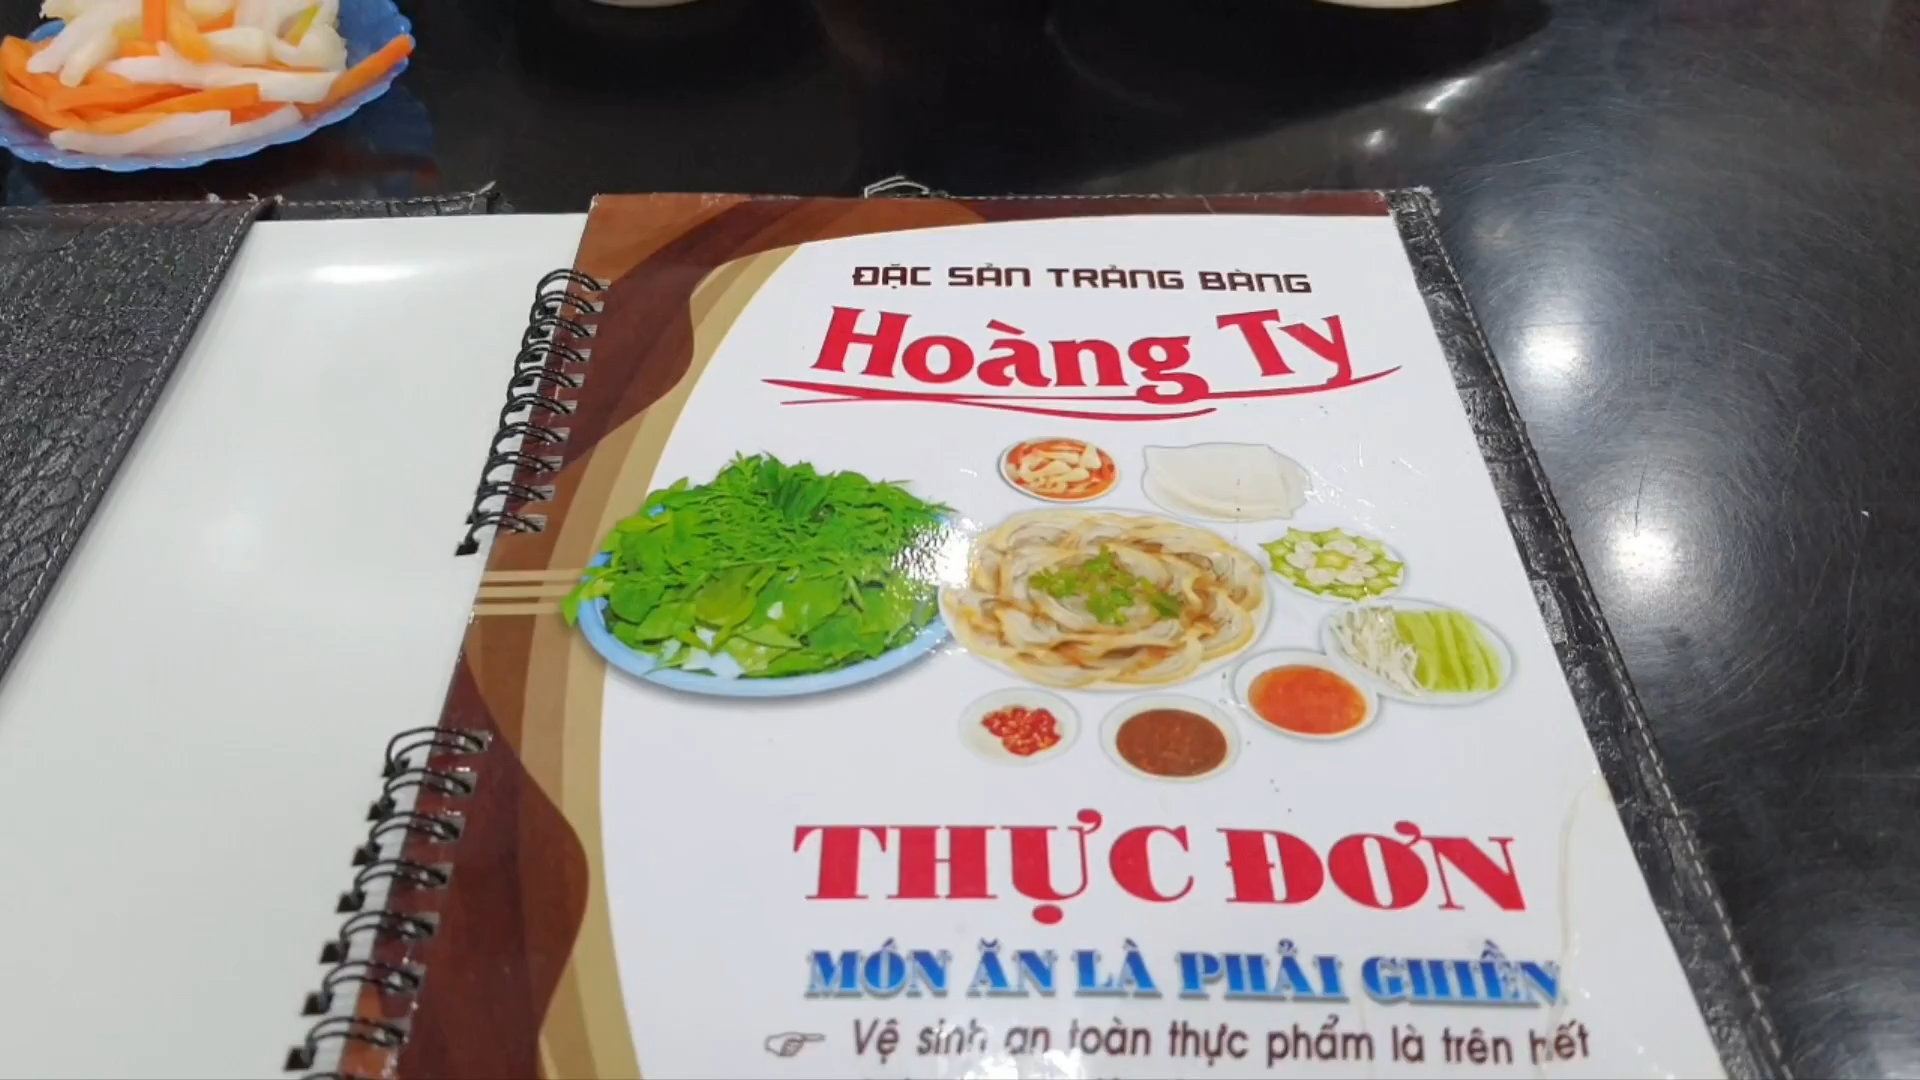 ĐẶC SẢN TRẢNG BÀNG
Hoàng Ty
THỰC ĐƠN
MÓN ĂN LÀ PHẢI GHIỀN
Vệ sinh an toàn thực phẩm là trên hết